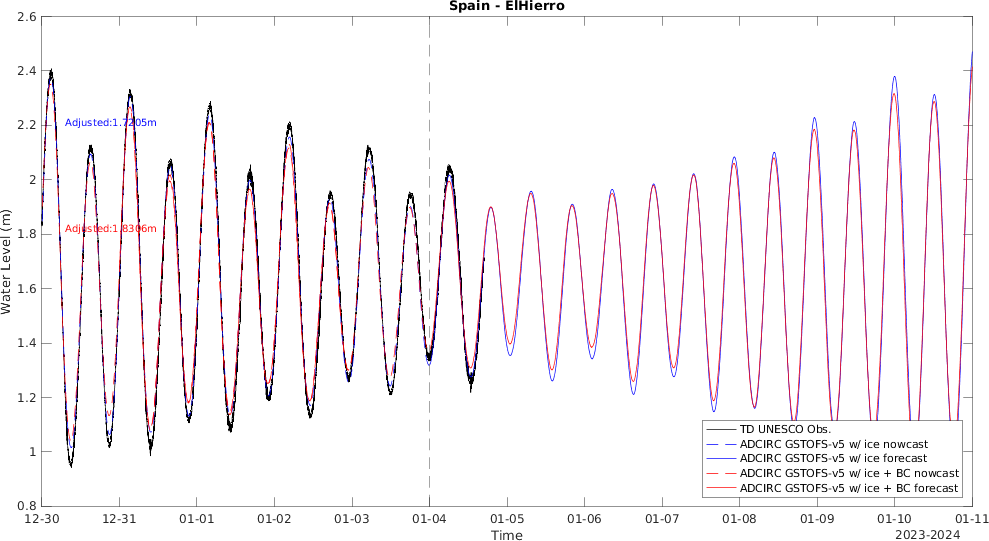 Spain - ElHierro
2.6
2.4
2.2
2
1.8
1.6
1.4
1.2
1
0.8
Water Level (m)
Adjusted:1.7205m
Adjusted:1.8306m
TD UNESCO Obs.
ADCIRC GSTOFS-v5 w/ ice nowcast
ADCIRC GSTOFS-v5 w/ ice forecast
ADCIRC GSTOFS-v5 w/ ice + BC nowcast
ADCIRC GSTOFS-v5 w/ ice + BC forecast
12-30 12-31 01-01 01-02 01-03 01-04 01-05 01-06 01-07 01-08 01-09 01-10 01-11
Time
2023-2024